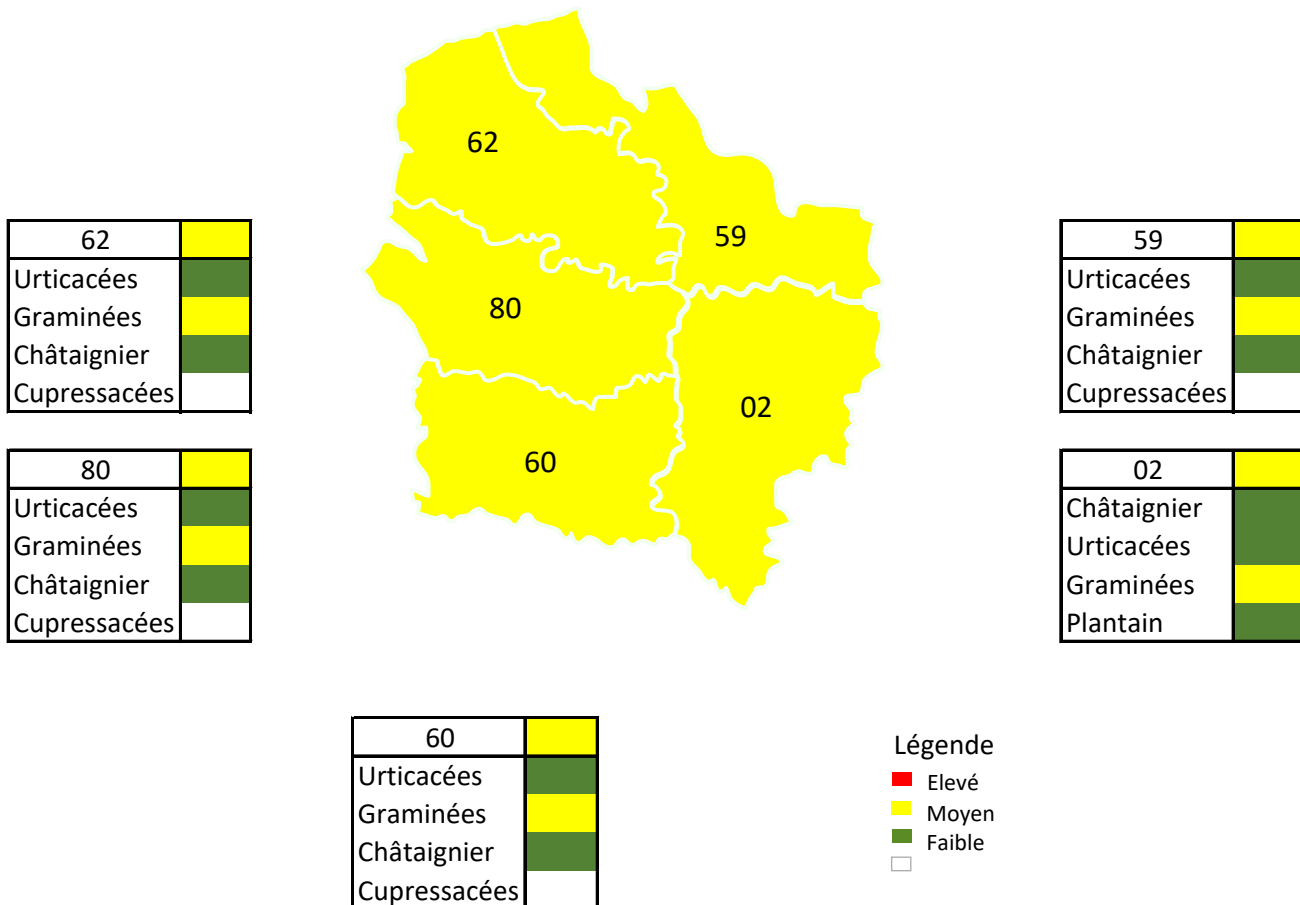 62
59
80
02
60
62
Urticacées
Graminées
Châtaignier
Cupressacées
59
Urticacées
Graminées
Châtaignier
Cupressacées
80
Urticacées
Graminées
Châtaignier
Cupressacées
02
Châtaignier
Urticacées
Graminées
Plantain
60
Urticacées
Graminées
Châtaignier
Cupressacées
Légende
Elevé
Moyen
Faible